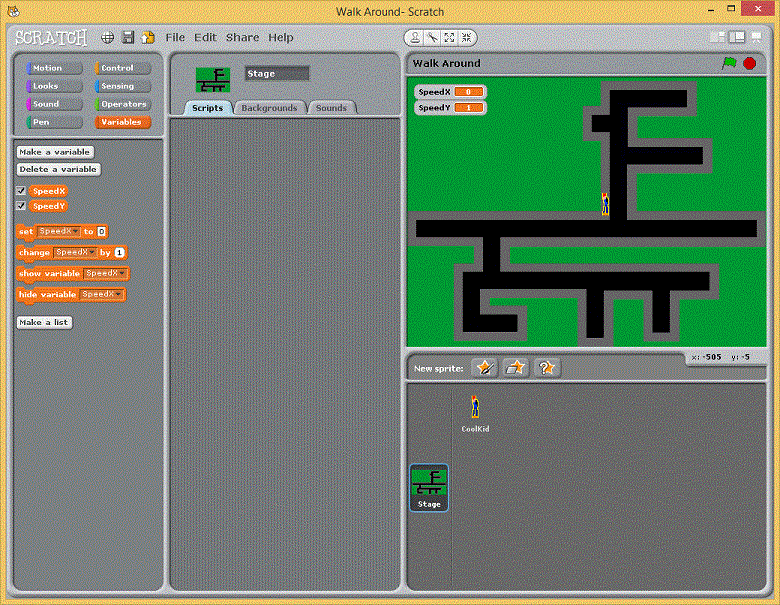 Walk Around- Scratch
SCRATCH File Edit Share Help
Motion Control
Looks Sensing
Sound Operators
Pen Variables
Make a variable
Delete a variable
SpeedX
SpeedY
set SpeedX to 0
change SpeedX by 1
show variable SpeedX
hide variable SpeedX
Make a list
Stage
Scripts Backgrounds Sounds
Walk Around
SpeedX 0
SpeedY 1
x: -505 y: -5
New sprite:
CoolKid
Stage